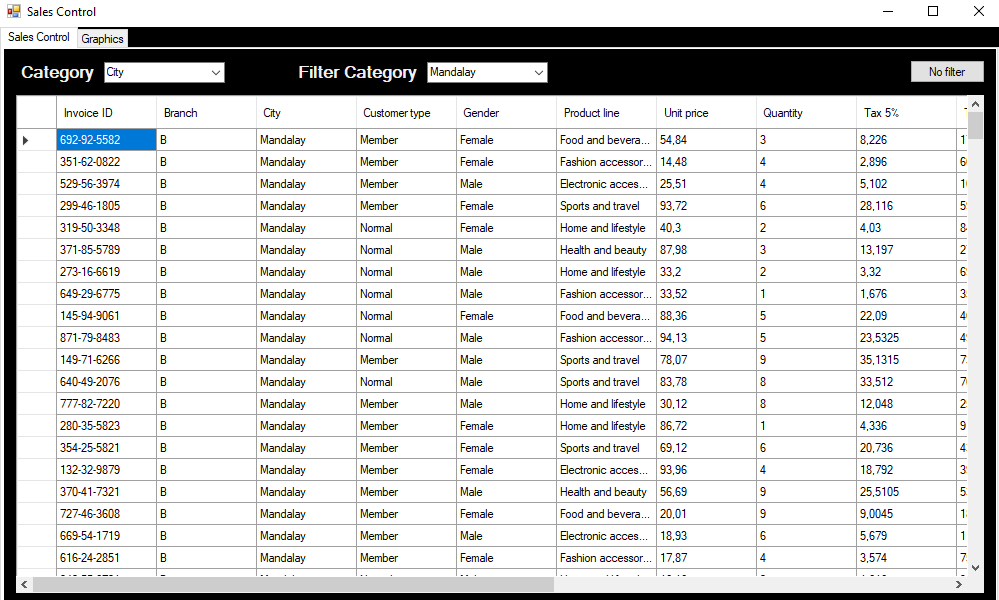 Sales Control
Sales Control Graphics
Category City Filter Category Mandalay No filter
Invoice ID Branch City Customer type Gender Product line Unit price Quantity Tax 5%
692-92-5582 B Mandalay Member Female Food and bevera... 54,84 3 8,226
351-62-0822 B Mandalay Member Female Fashion accessor... 14,48 4 2,896
529-56-3974 B Mandalay Member Male Electronic acces... 25,51 4 5,102
299-46-1805 B Mandalay Member Female Sports and travel 93,72 6 28,116
319-50-3348 B Mandalay Normal Female Home and lifestyle 40,3 2 4,03
371-85-5789 B Mandalay Normal Male Health and beauty 87,98 3 13,197
273-16-6619 B Mandalay Normal Male Home and lifestyle 33,2 2 3,32
649-29-6775 B Mandalay Normal Male Fashion accessor... 33,52 1 1,676
145-94-9061 B Mandalay Normal Female Food and bevera... 88,36 5 22,09
871-79-8483 B Mandalay Normal Male Fashion accessor... 94,13 5 23,5325
149-71-6266 B Mandalay Member Male Sports and travel 78,07 9 35,1315
640-49-2076 B Mandalay Normal Male Sports and travel 83,78 8 33,512
777-82-7220 B Mandalay Member Male Home and lifestyle 30,12 8 12,048
280-35-5823 B Mandalay Member Female Home and lifestyle 86,72 1 4,336
354-25-5821 B Mandalay Member Female Sports and travel 69,12 6 20,736
132-32-9879 B Mandalay Member Female Electronic acces... 93,96 4 18,792
370-41-7321 B Mandalay Member Male Health and beauty 56,69 9 25,5105
727-46-3608 B Mandalay Member Female Food and bevera... 20,01 9 9,0045
669-54-1719 B Mandalay Member Male Electronic acces... 18,93 6 5,679
616-24-2851 B Mandalay Member Female Fashion accessor... 17,87 4 3,574